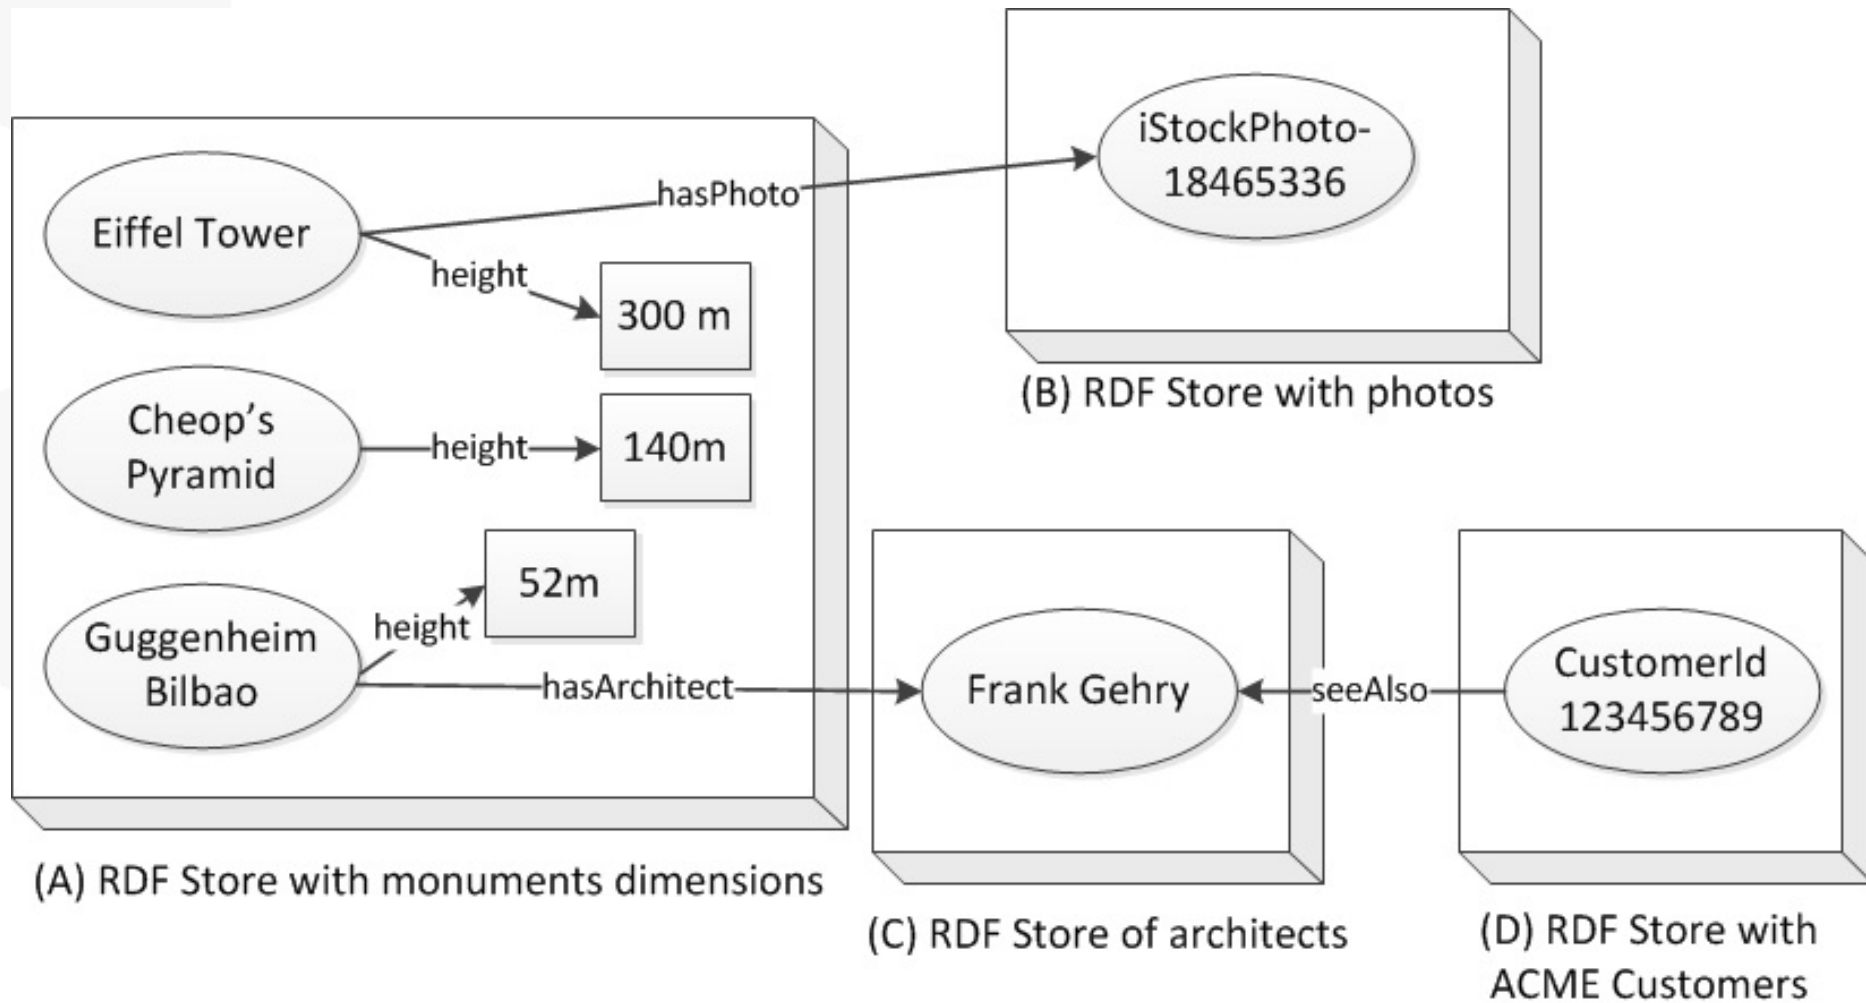 Eiffel Tower
hasPhoto
height
300 m
Cheop's
Pyramid
height
140m
Guggenheim
Bilbao
height
52m
hasArchitect
(A) RDF Store with monuments dimensions
iStockPhoto-
18465336
(B) RDF Store with photos
Frank Gehry
(C) RDF Store of architects
seeAlso
CustomerId
123456789
(D) RDF Store with
ACME Customers